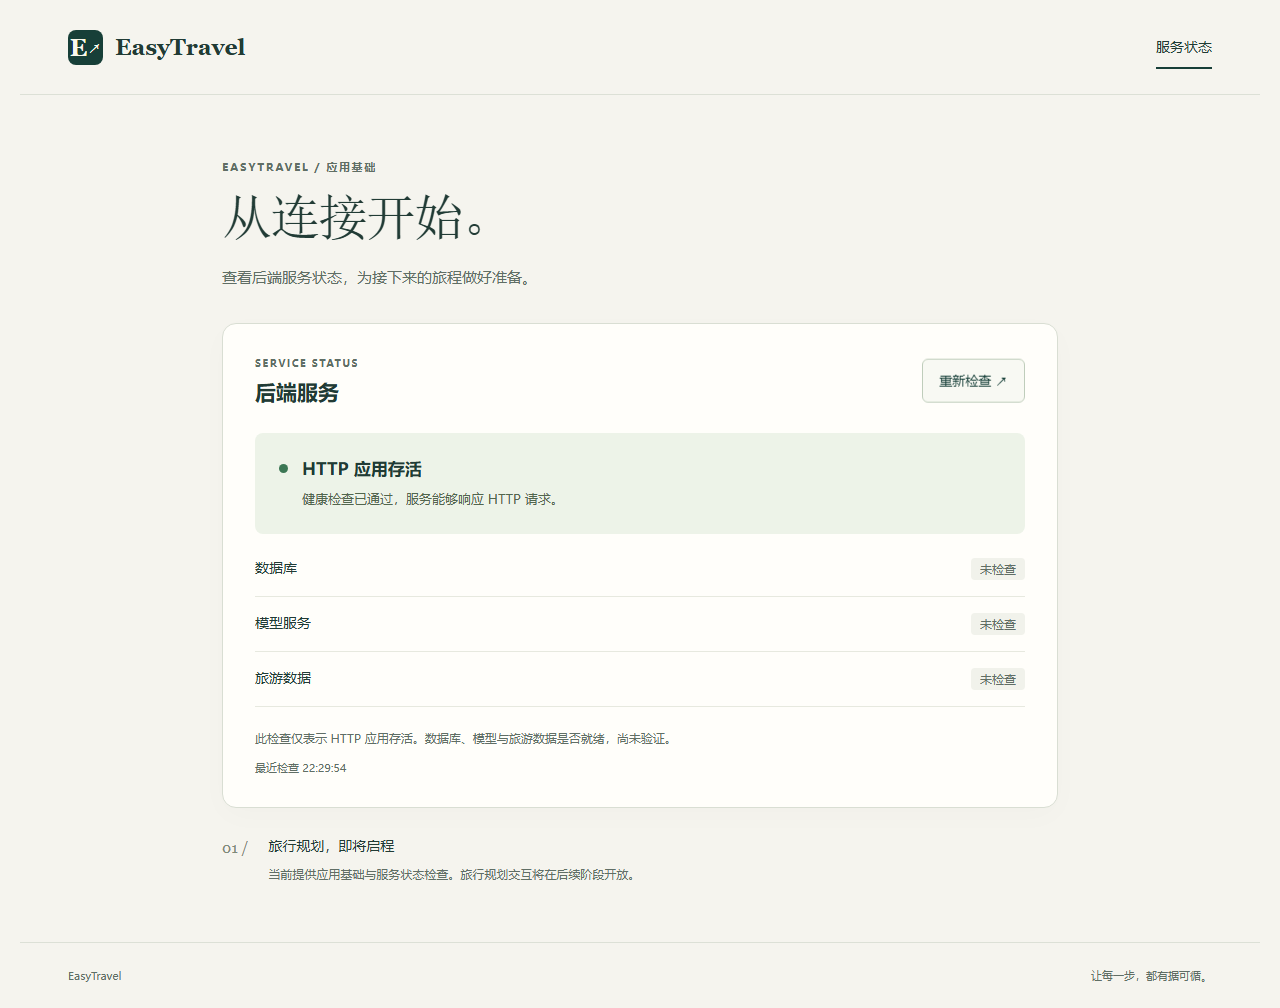 E↗ EasyTravel
服务状态
EASYTRAVEL / 应用基础
从连接开始。
查看后端服务状态，为接下来的旅程做好准备。
SERVICE STATUS
后端服务
重新检查 ↗
HTTP 应用存活
健康检查已通过，服务能够响应 HTTP 请求。
数据库
未检查
模型服务
未检查
旅游数据
未检查
此检查仅表示 HTTP 应用存活。数据库、模型与旅游数据是否就绪，尚未验证。
最近检查 22:29:54
01 /
旅行规划，即将启程
当前提供应用基础与服务状态检查。旅行规划交互将在后续阶段开放。
EasyTravel
让每一步，都有据可循。